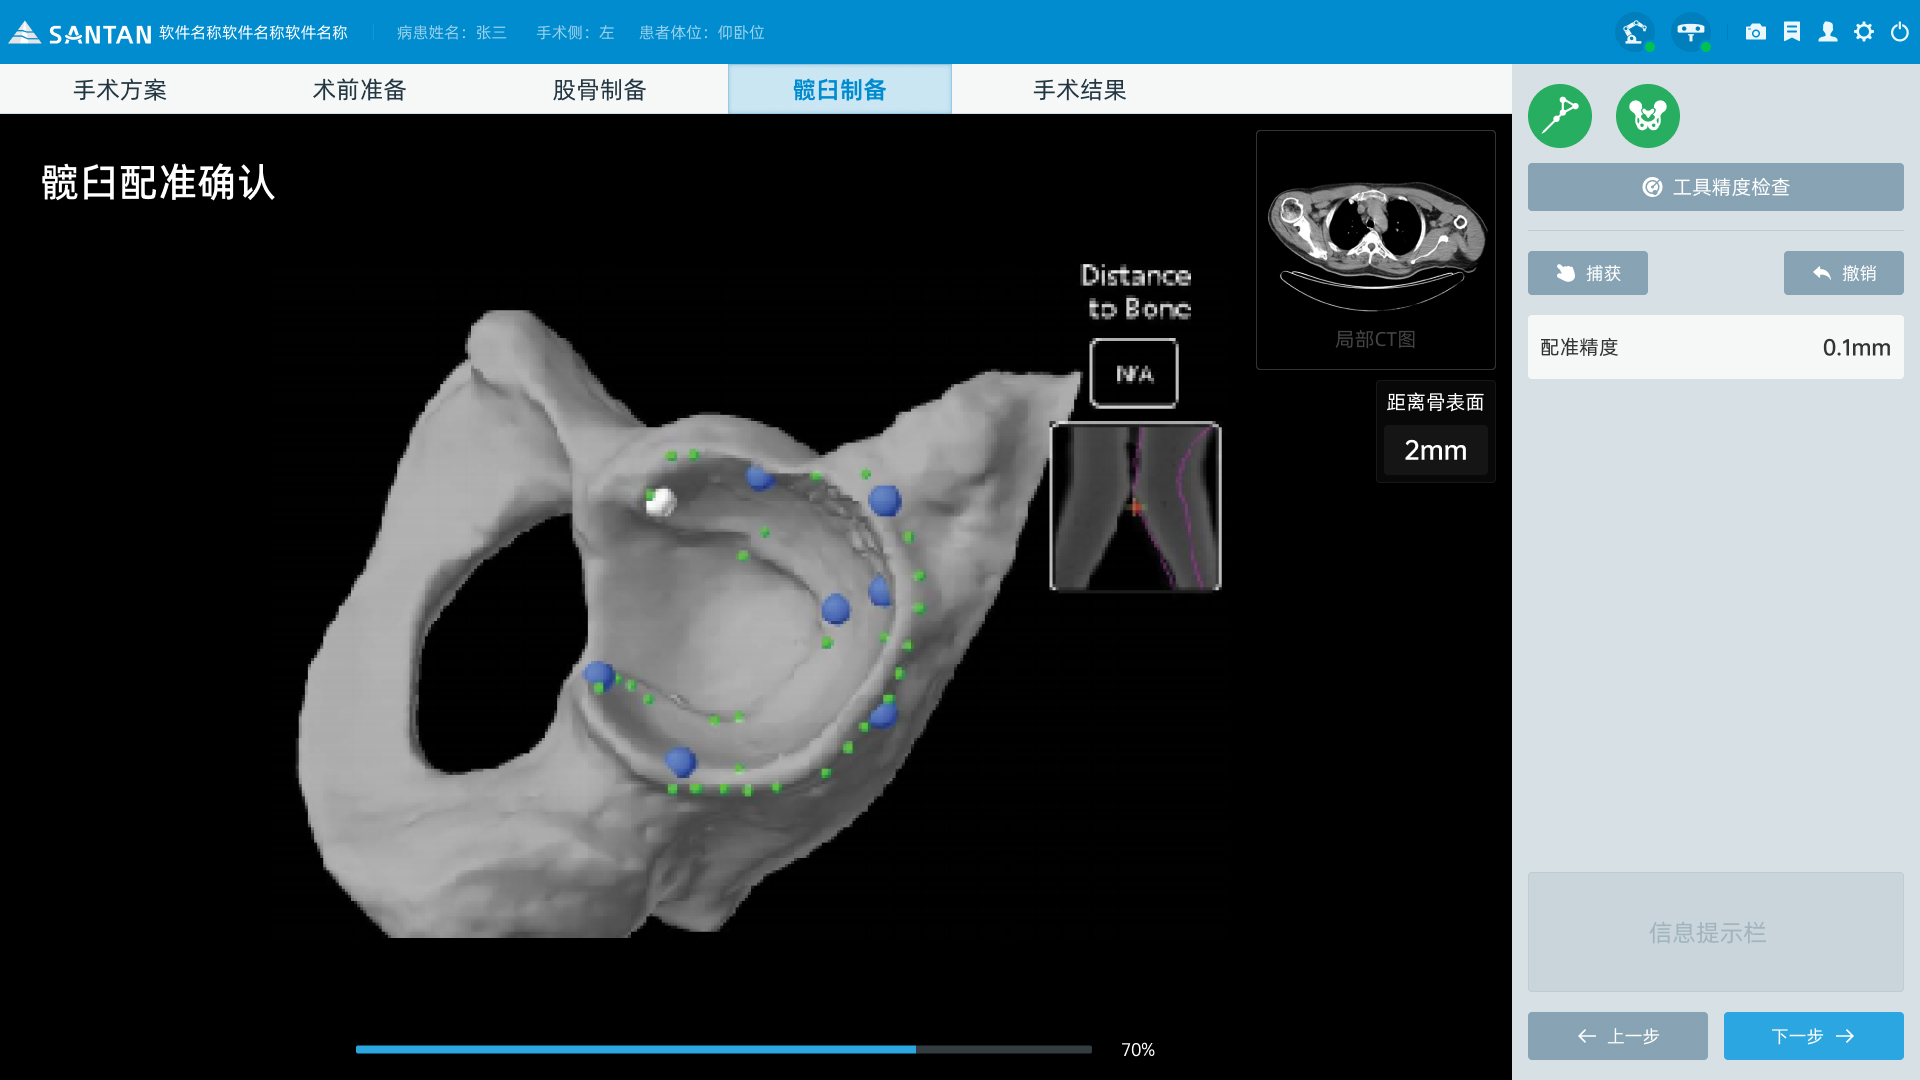 SANTAN 软件名称软件名称软件名称 病患姓名：张三 手术侧：左 患者体位：仰卧位
手术方案 术前准备 股骨制备 髋臼制备 手术结果
髋臼配准确认
Distance
to Bone
N/A
局部CT图
距离骨表面
2mm
70%
工具精度检查
捕获 撤销
配准精度 0.1mm
信息提示栏
上一步 下一步